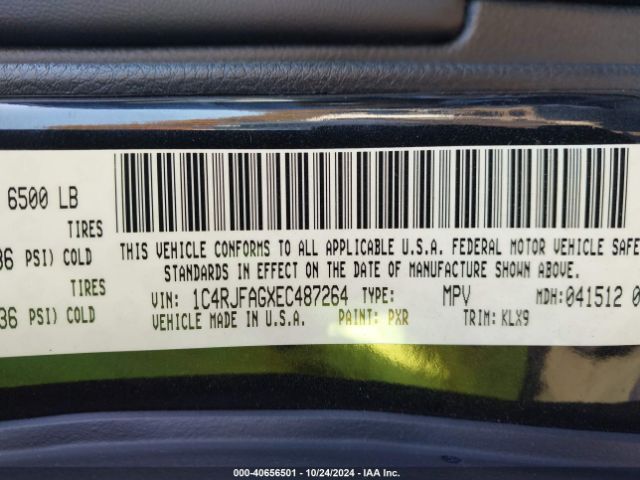 6500 LB
TIRES
36 PSI) COLD
THIS VEHICLE CONFORMS TO ALL APPLICABLE U.S.A. FEDERAL MOTOR VEHICLE SAFE
STANDARDS IN EFFECT ON THE DATE OF MANUFACTURE SHOWN ABOVE.
TIRES
36 PSI) COLD
VIN: 1C4RJFAGXEC487264 TYPE: MPV MDH:041512 0
VEHICLE MADE IN U.S.A. PAINT: PXR TRIM: KLX9
000-40656501 - 10/24/2024 - IAA Inc.